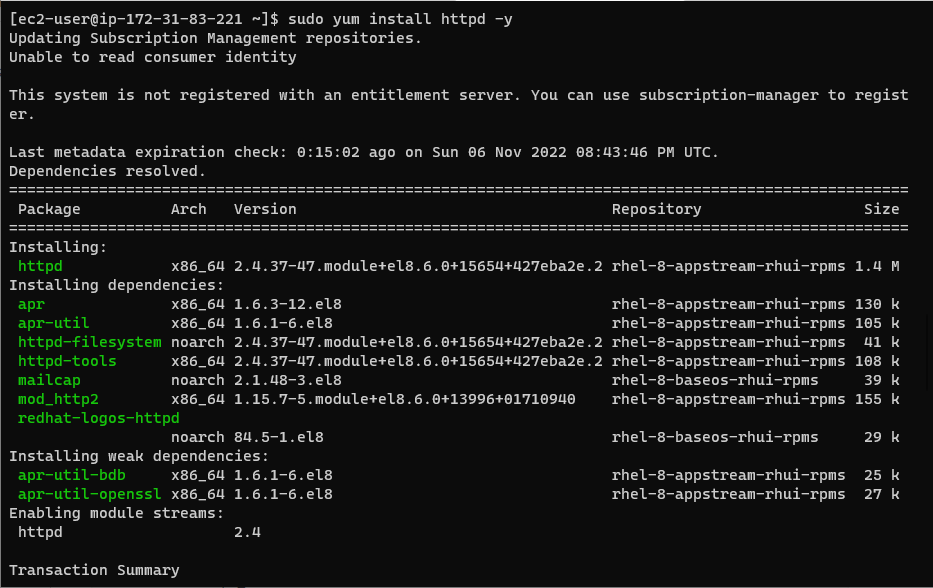 [ec2-user@ip-172-31-83-221 ~]$ sudo yum install httpd -y
Updating Subscription Management repositories.
Unable to read consumer identity

This system is not registered with an entitlement server. You can use subscription-manager to regist
er.

Last metadata expiration check: 0:15:02 ago on Sun 06 Nov 2022 08:43:46 PM UTC.
Dependencies resolved.
====================================================================================================
 Package          Arch   Version                                   Repository                  Size
====================================================================================================
Installing:
 httpd            x86_64 2.4.37-47.module+el8.6.0+15654+427eba2e.2 rhel-8-appstream-rhui-rpms 1.4 M
Installing dependencies:
 apr              x86_64 1.6.3-12.el8                              rhel-8-appstream-rhui-rpms 130 k
 apr-util         x86_64 1.6.1-6.el8                               rhel-8-appstream-rhui-rpms 105 k
 httpd-filesystem noarch 2.4.37-47.module+el8.6.0+15654+427eba2e.2 rhel-8-appstream-rhui-rpms  41 k
 httpd-tools      x86_64 2.4.37-47.module+el8.6.0+15654+427eba2e.2 rhel-8-appstream-rhui-rpms 108 k
 mailcap          noarch 2.1.48-3.el8                              rhel-8-baseos-rhui-rpms     39 k
 mod_http2        x86_64 1.15.7-5.module+el8.6.0+13996+01710940    rhel-8-appstream-rhui-rpms 155 k
 redhat-logos-httpd
                  noarch 84.5-1.el8                                rhel-8-baseos-rhui-rpms     29 k
Installing weak dependencies:
 apr-util-bdb     x86_64 1.6.1-6.el8                               rhel-8-appstream-rhui-rpms  25 k
 apr-util-openssl x86_64 1.6.1-6.el8                               rhel-8-appstream-rhui-rpms  27 k
Enabling module streams:
 httpd                   2.4

Transaction Summary